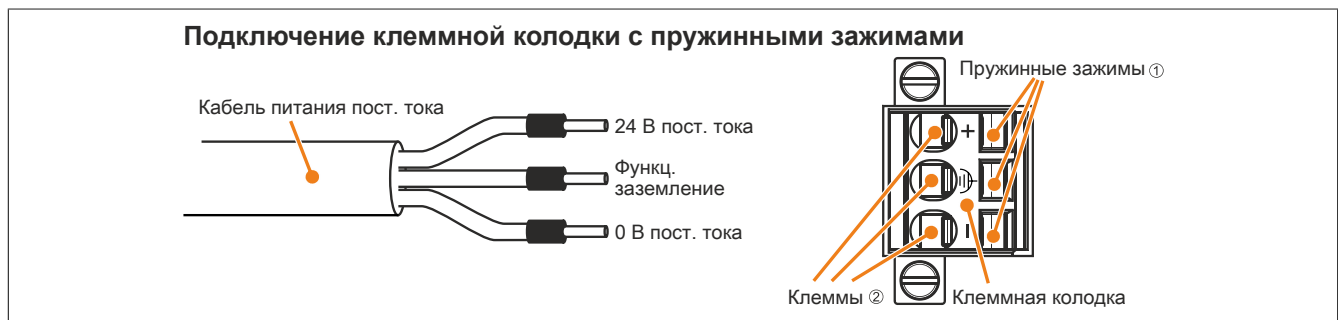 Подключение клеммной колодки с пружинными зажимами
Пружинные зажимы ①
Кабель питания пост. тока
24 В пост. тока
Функц.
заземление
0 В пост. тока
+
–
Клеммы ②
Клеммная колодка